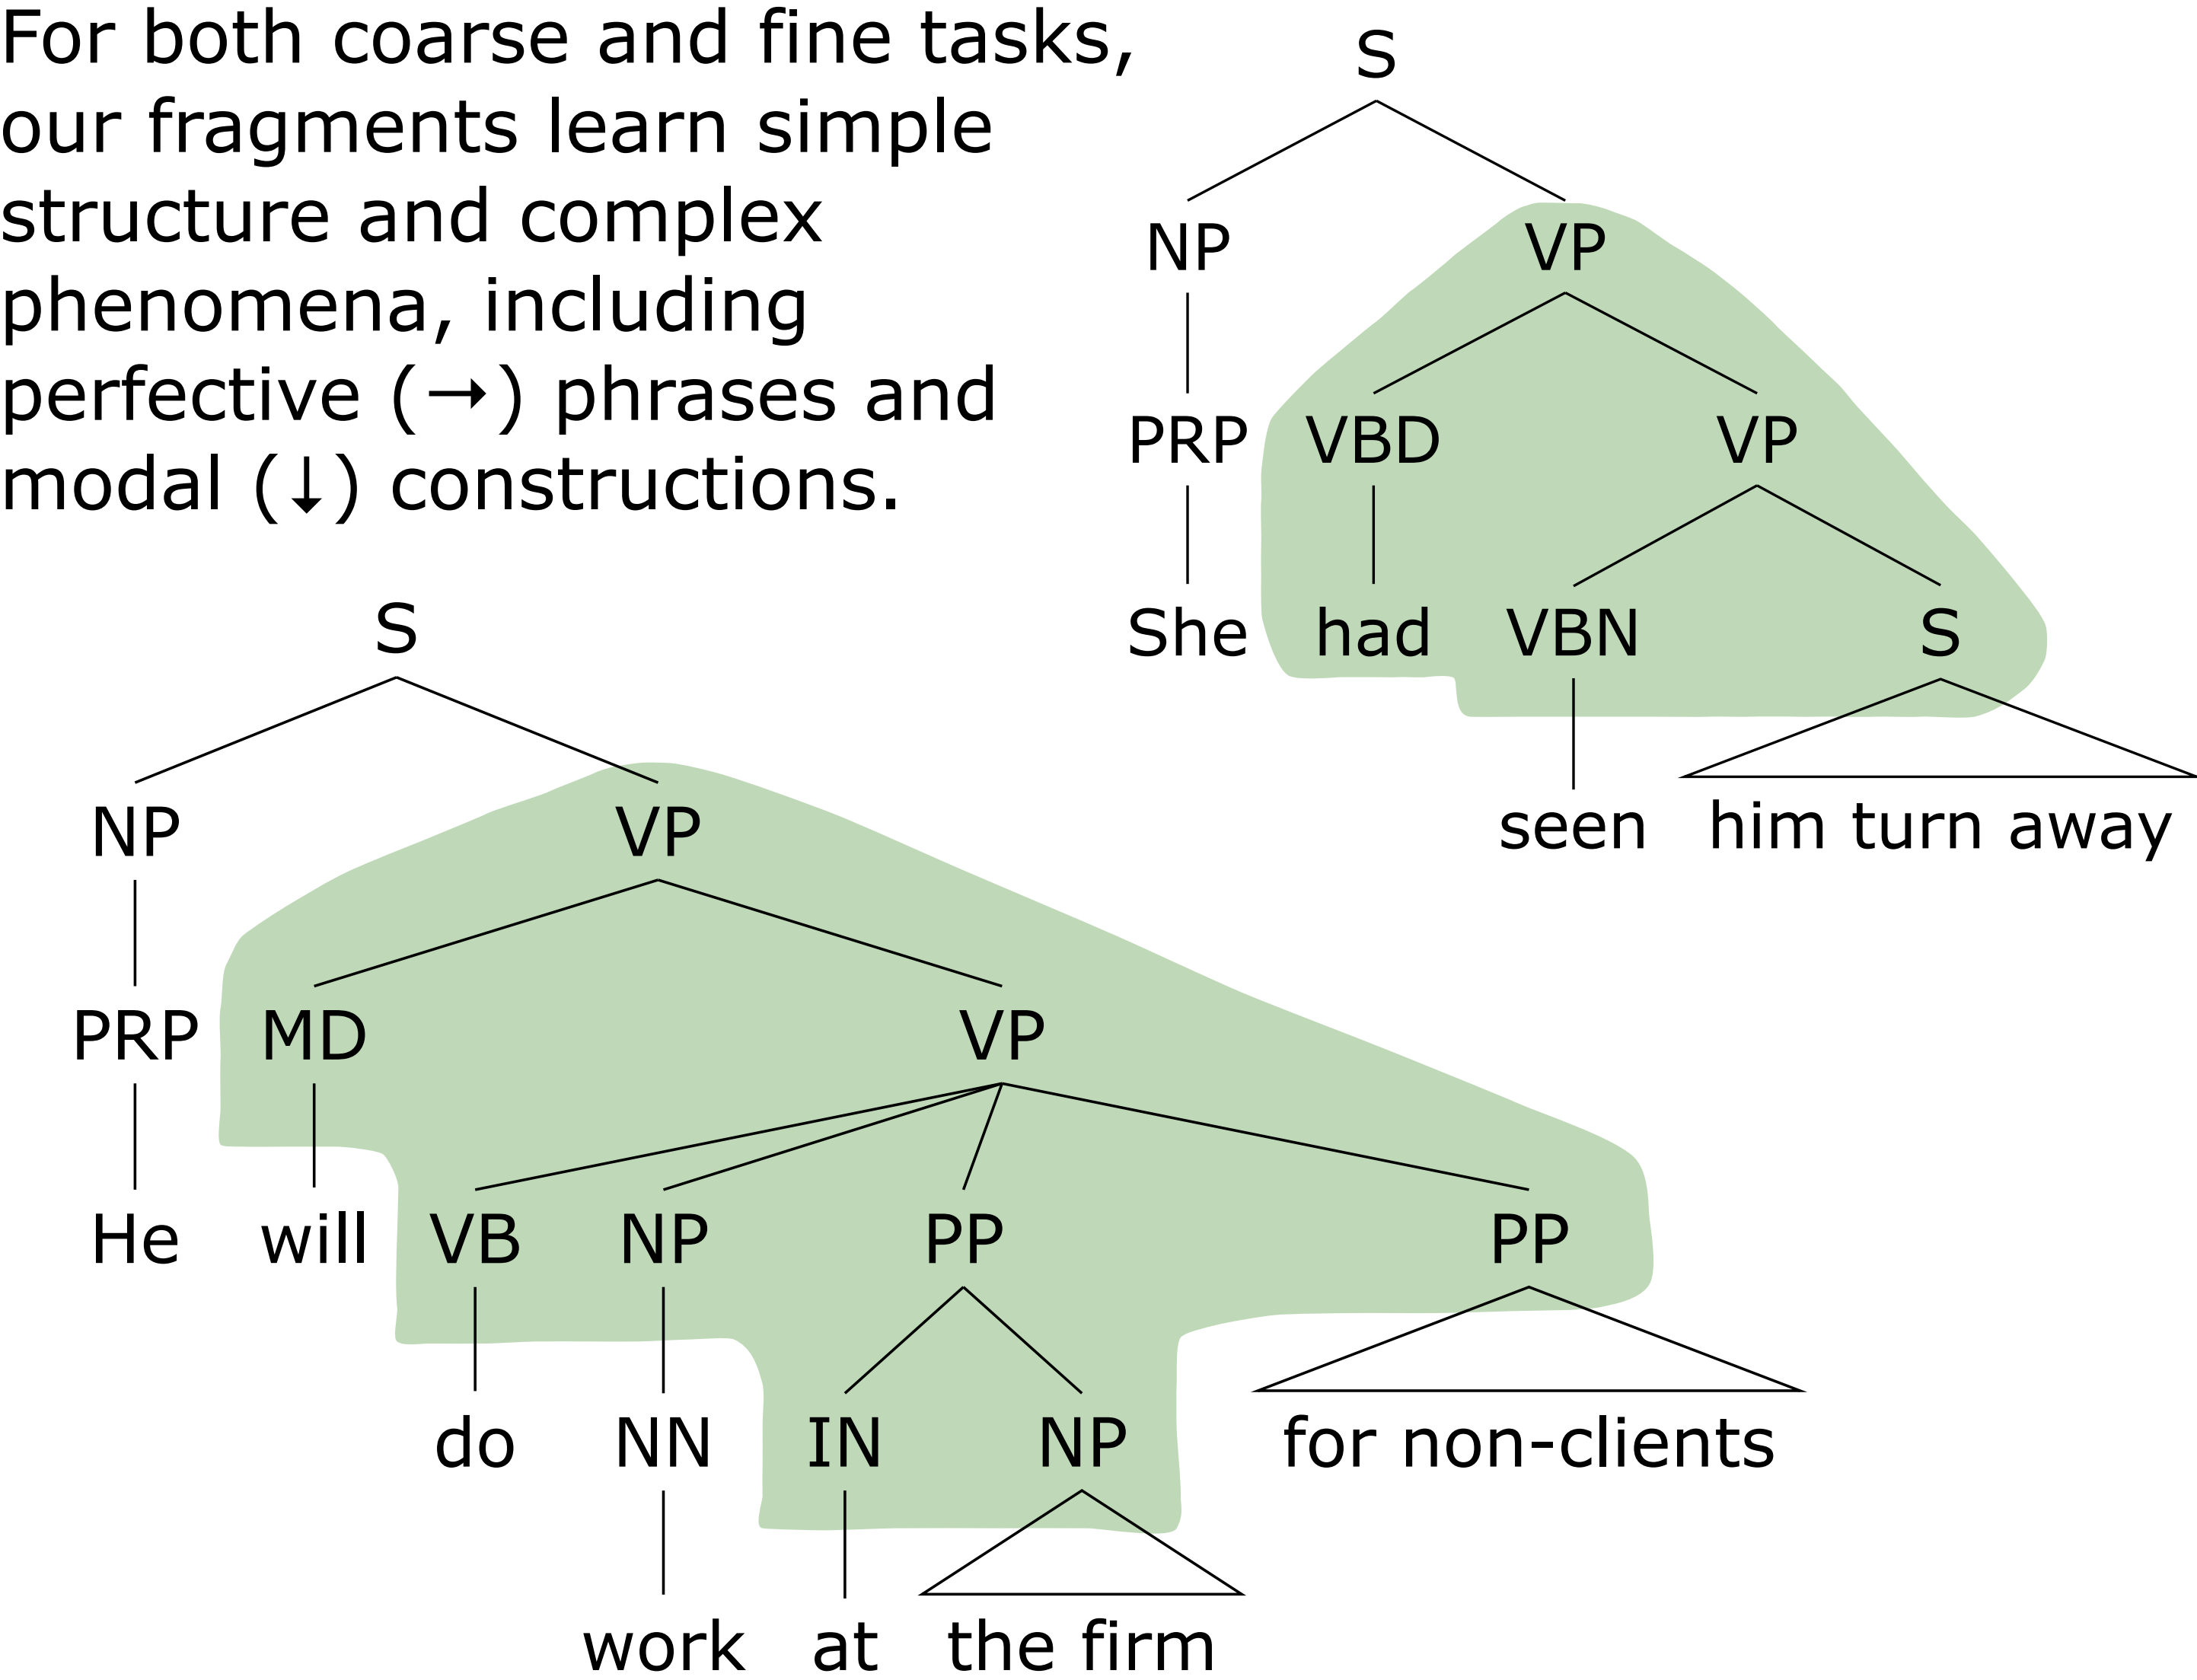 For both coarse and fine tasks,
our fragments learn simple
structure and complex
phenomena, including
perfective (→) phrases and
modal (↓) constructions.
S
NP VP
PRP VBD VP
She had VBN S
seen him turn away
S
NP VP
PRP MD VP
He will VB NP PP PP
do NN IN NP for non-clients
work at the firm